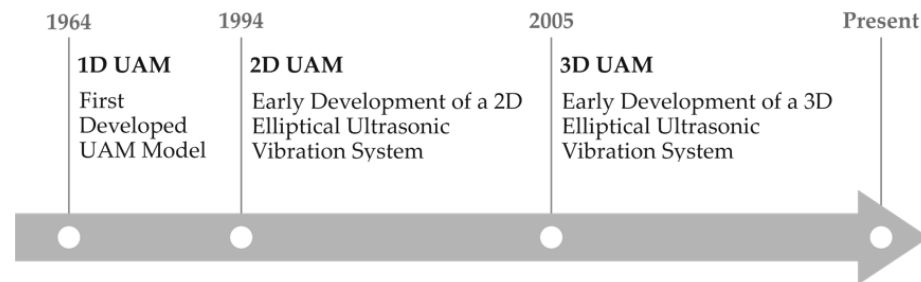 1964
1994
2005
Present
1D UAM
First
Developed
UAM Model
2D UAM
Early Development of a 2D
Elliptical Ultrasonic
Vibration System
3D UAM
Early Development of a 3D
Elliptical Ultrasonic
Vibration System